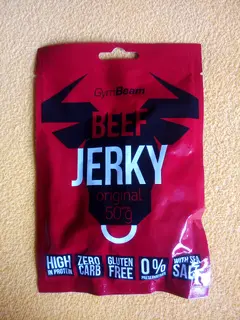 GymBeam
BEEF
JERKY
original
50g
HIGH
IN PROTEIN
ZERO
CARB
GLUTEN
FREE
0%
PRESERVATIVES
WITH SEA
SALT